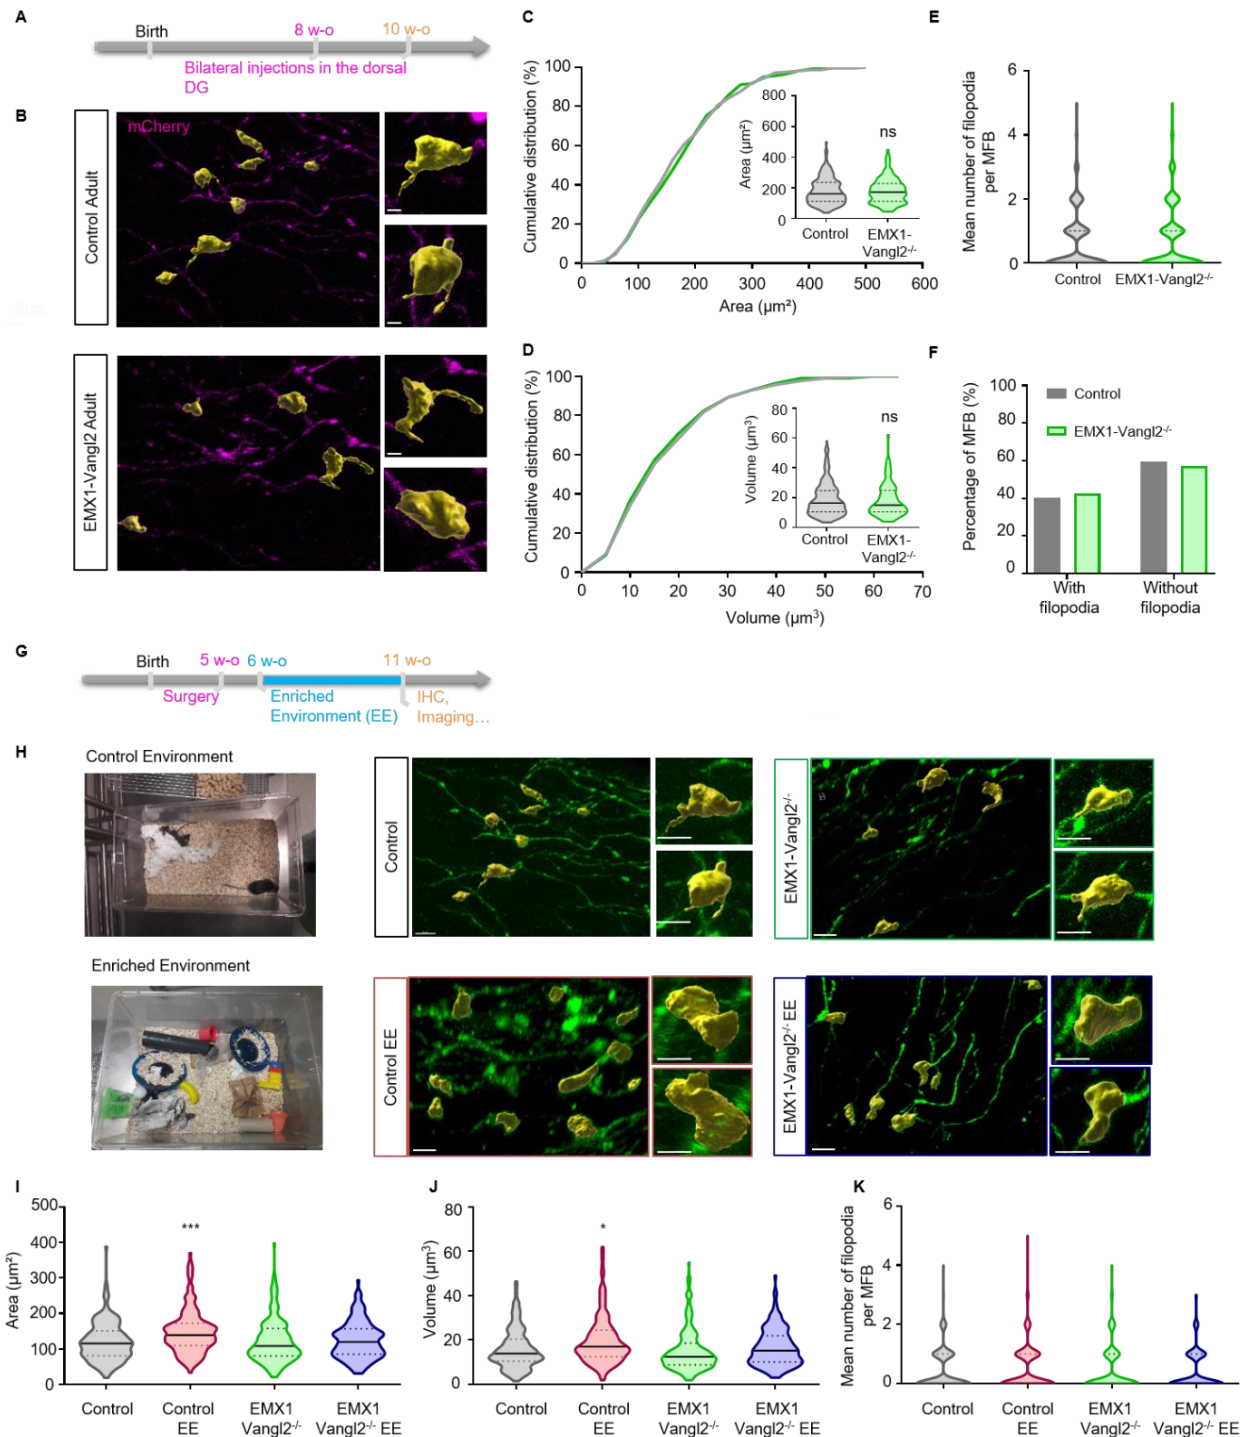 A
Birth
8 w-o
10 w-o
Bilateral injections in the dorsal
DG
B
Control Adult
mCherry
EMX1-Vangl2 Adult
C
Cumulative distribution (%)
100
80
60
40
20
0
0 100 200 300 400 500 600
Area (µm²)
Area (µm²)
800
600
400
200
0
ns
Control
EMX1-
Vangl2-/-
D
Cumulative distribution (%)
100
80
60
40
20
0
0 10 20 30 40 50 60 70
Volume (µm³)
Volume (µm³)
80
60
40
20
0
ns
Control
EMX1-
Vangl2-/-
E
Mean number of filopodia
per MFB
6
4
2
0
Control
EMX1-Vangl2-/-
F
Percentage of MFB (%)
100
80
60
40
20
0
Control
EMX1-Vangl2-/-
With
filopodia
Without
filopodia
G
Birth
5 w-o
6 w-o
11 w-o
Surgery
Enriched
Environment (EE)
IHC,
Imaging...
H
Control Environment
Enriched Environment
Control
EMX1-Vangl2-/-
Control EE
EMX1-Vangl2-/- EE
I
Area (µm²)
500
400
300
200
100
0
***
Control
Control
EE
EMX1
Vangl2-/-
EMX1
Vangl2-/- EE
J
Volume (µm³)
80
60
40
20
0
*
Control
Control
EE
EMX1
Vangl2-/-
EMX1
Vangl2-/- EE
K
Mean number of filopodia
per MFB
6
4
2
0
Control
Control
EE
EMX1
Vangl2-/-
EMX1
Vangl2-/- EE